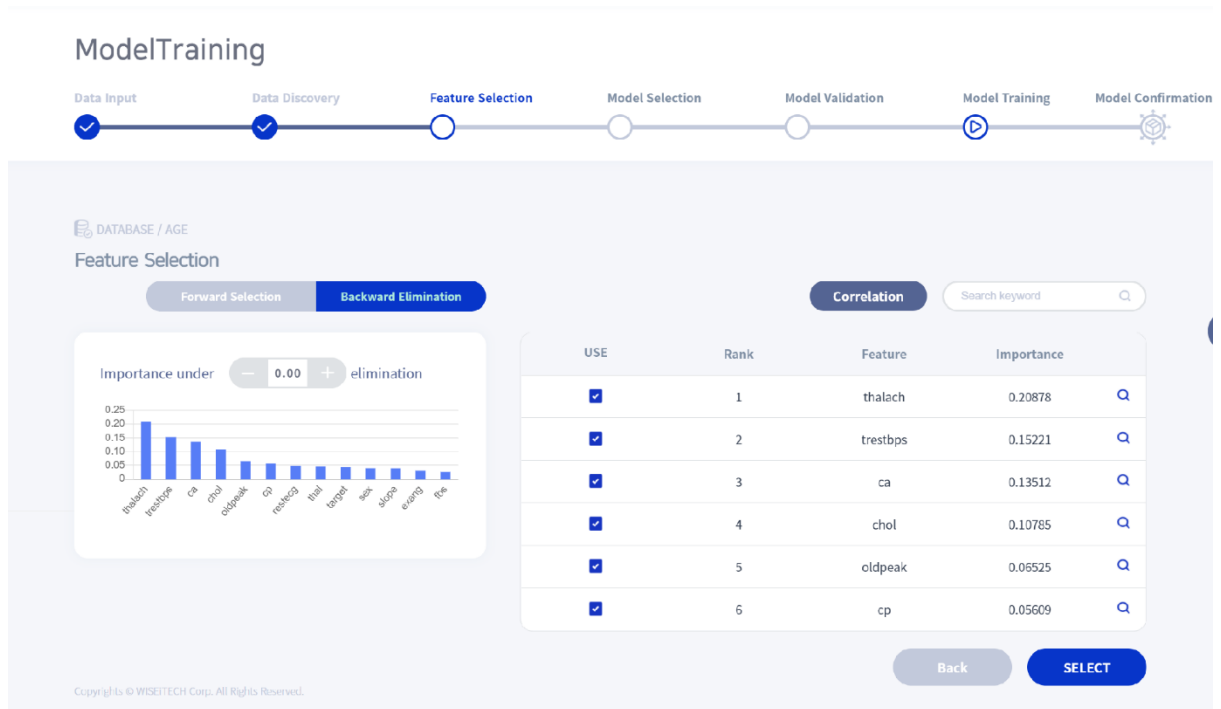 ModelTraining
Data Input Data Discovery Feature Selection Model Selection Model Validation Model Training Model Confirmation
DATABASE / AGE
Feature Selection
Forward Selection Backward Elimination
Correlation Search keyword
Importance under − 0.00 + elimination
0.25
0.20
0.15
0.10
0.05
0
thalach trestbps ca chol oldpeak cp restecg thal target sex slope exang fbs
USE Rank Feature Importance
1 thalach 0.20878
2 trestbps 0.15221
3 ca 0.13512
4 chol 0.10785
5 oldpeak 0.06525
6 cp 0.05609
Back SELECT
Copyrights © WISEITECH Corp. All Rights Reserved.